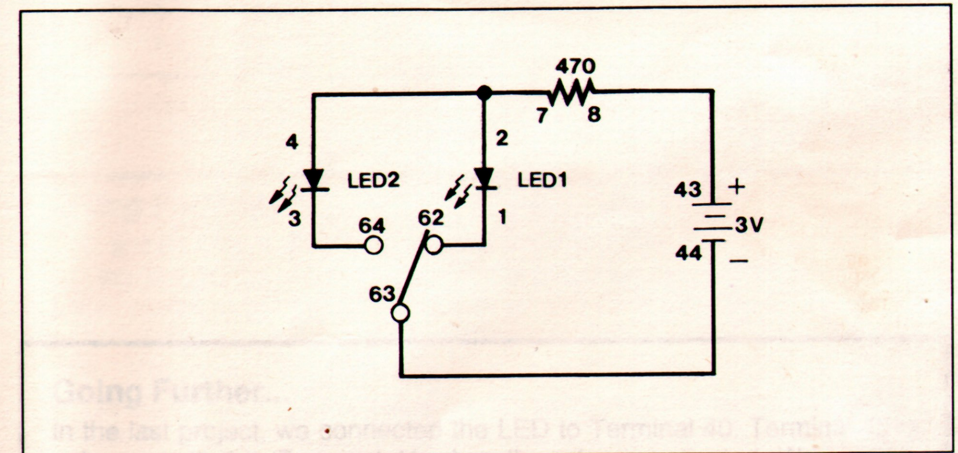 470
7 8
4
2
LED2
LED1
3
1
64
62
43 +
3V
44 −
63
Going Further...
In the last project, we connected the LED to Terminal 40. Terminal